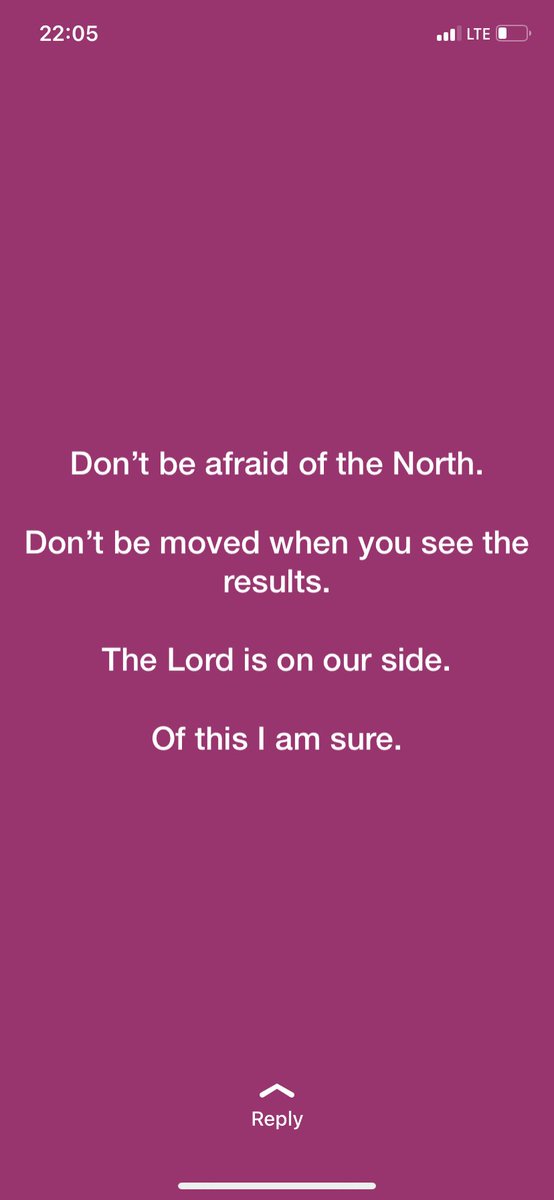 22:05
LTE
Don’t be afraid of the North.
Don’t be moved when you see the
results.
The Lord is on our side.
Of this I am sure.
Reply